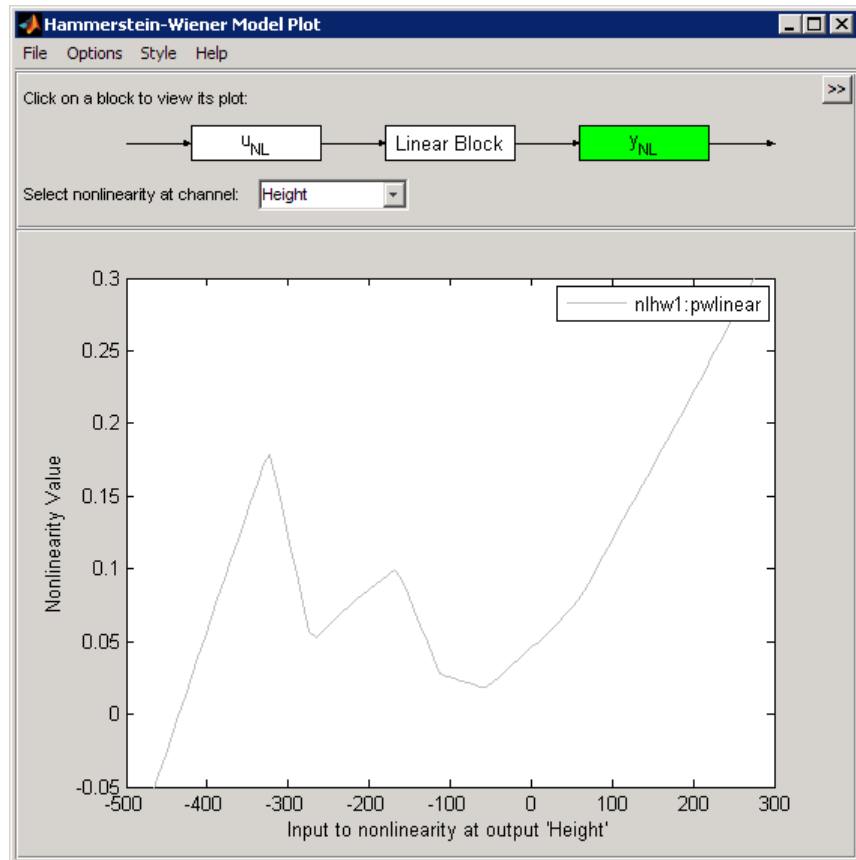 Hammerstein-Wiener Model Plot
File Options Style Help
Click on a block to view its plot:
>>
uNL
Linear Block
yNL
Select nonlinearity at channel: Height
nlhw1:pwlinear
0.3
0.25
0.2
0.15
0.1
0.05
0
-0.05
Nonlinearity Value
-500 -400 -300 -200 -100 0 100 200 300
Input to nonlinearity at output 'Height'